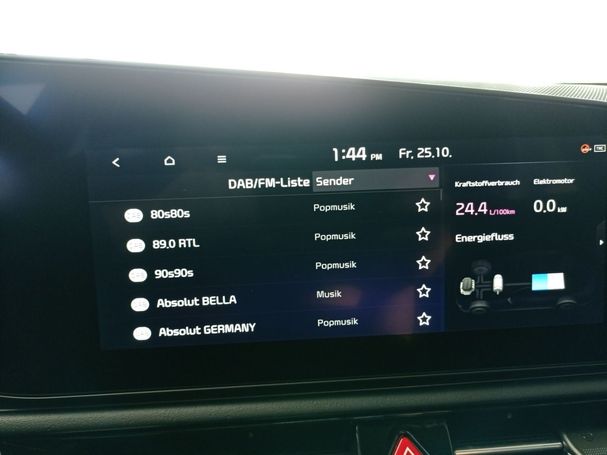 1:44 PM Fr, 25.10.
DAB/FM-Liste Sender
80s80s Popmusik
89.0 RTL Popmusik
90s90s Popmusik
Absolut BELLA Musik
Absolut GERMANY Popmusik
Kraftstoffverbrauch Elektromotor
24.4 L/100km 0.0 kW
Energiefluss